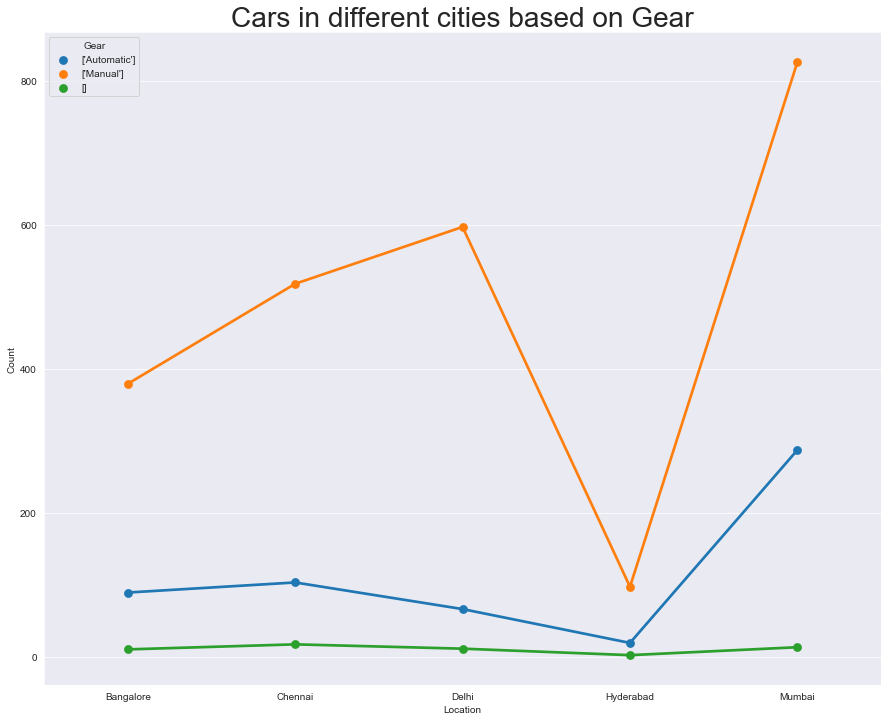 Cars in different cities based on Gear
Gear
['Automatic']
['Manual']
[]
800
600
400
200
0
Count
Bangalore Chennai Delhi Hyderabad Mumbai
Location